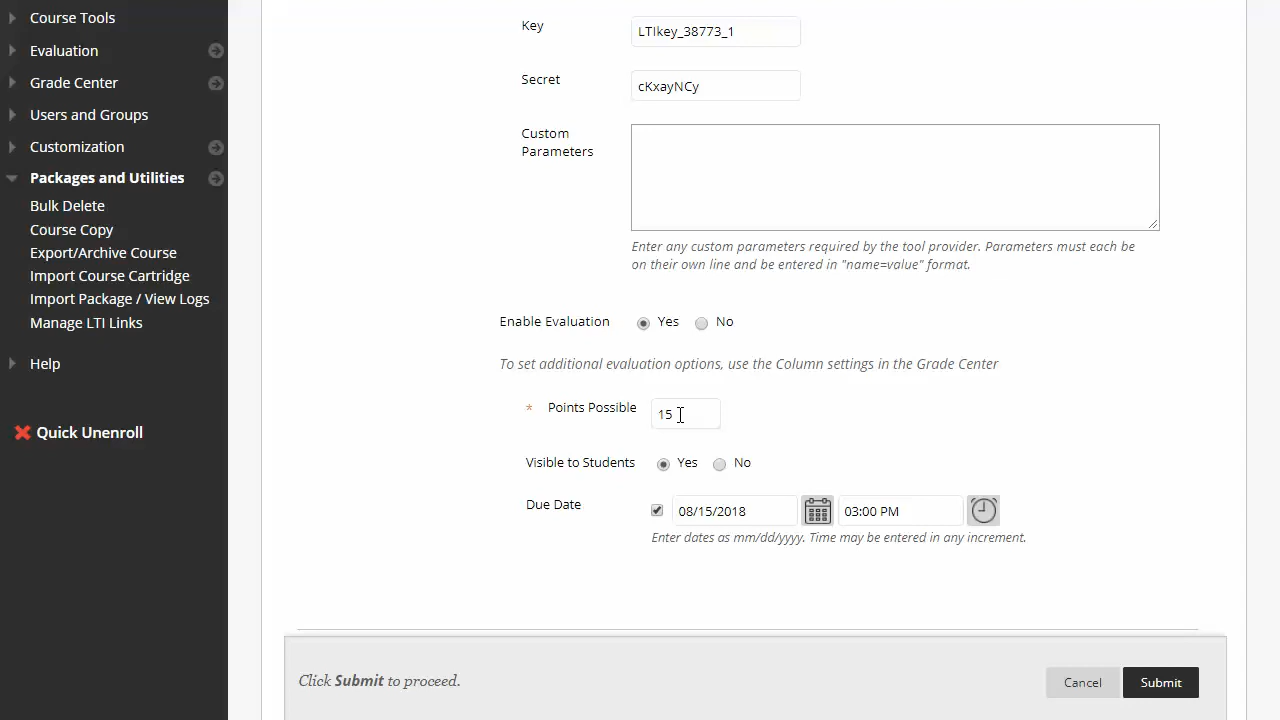 Course Tools
Evaluation
Grade Center
Users and Groups
Customization
Packages and Utilities
Bulk Delete
Course Copy
Export/Archive Course
Import Course Cartridge
Import Package / View Logs
Manage LTI Links
Help
Quick Unenroll
Key
LTIkey_38773_1
Secret
cKxayNCy
Custom
Parameters
Enter any custom parameters required by the tool provider. Parameters must each be
on their own line and be entered in "name=value" format.
Enable Evaluation Yes No
To set additional evaluation options, use the Column settings in the Grade Center
* Points Possible 15
Visible to Students Yes No
Due Date 08/15/2018 03:00 PM
Enter dates as mm/dd/yyyy. Time may be entered in any increment.
Click Submit to proceed.
Cancel Submit